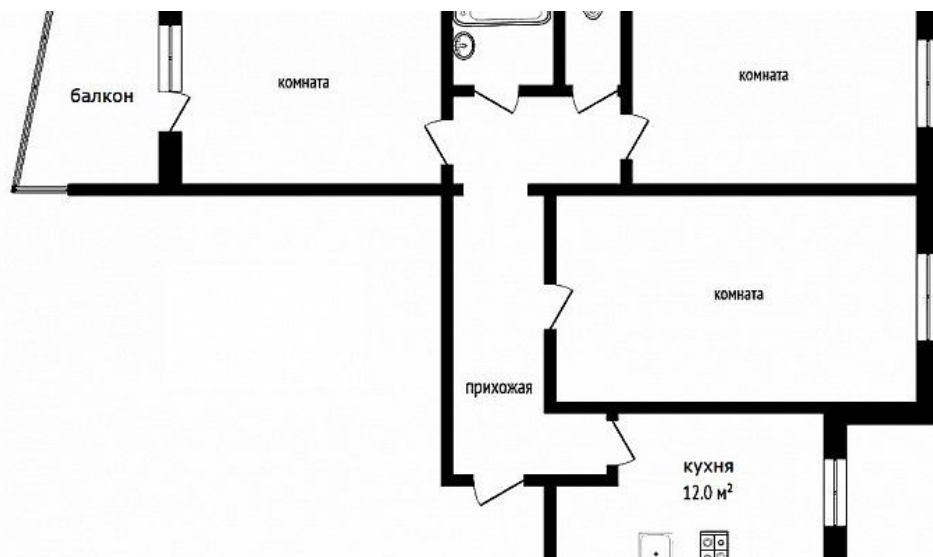 комната
комната
балкон
комната
прихожая
кухня
12.0 м²